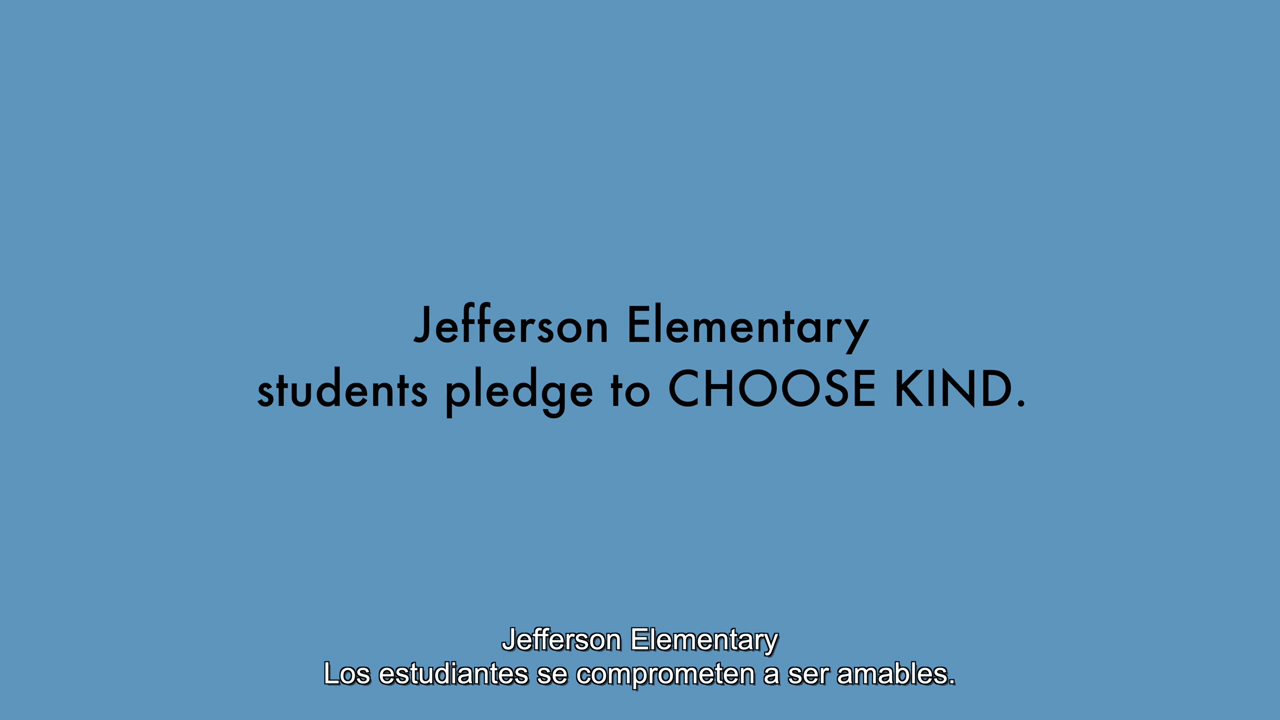 Jefferson Elementary
students pledge to CHOOSE KIND.
Jefferson Elementary
Los estudiantes se comprometen a ser amables.